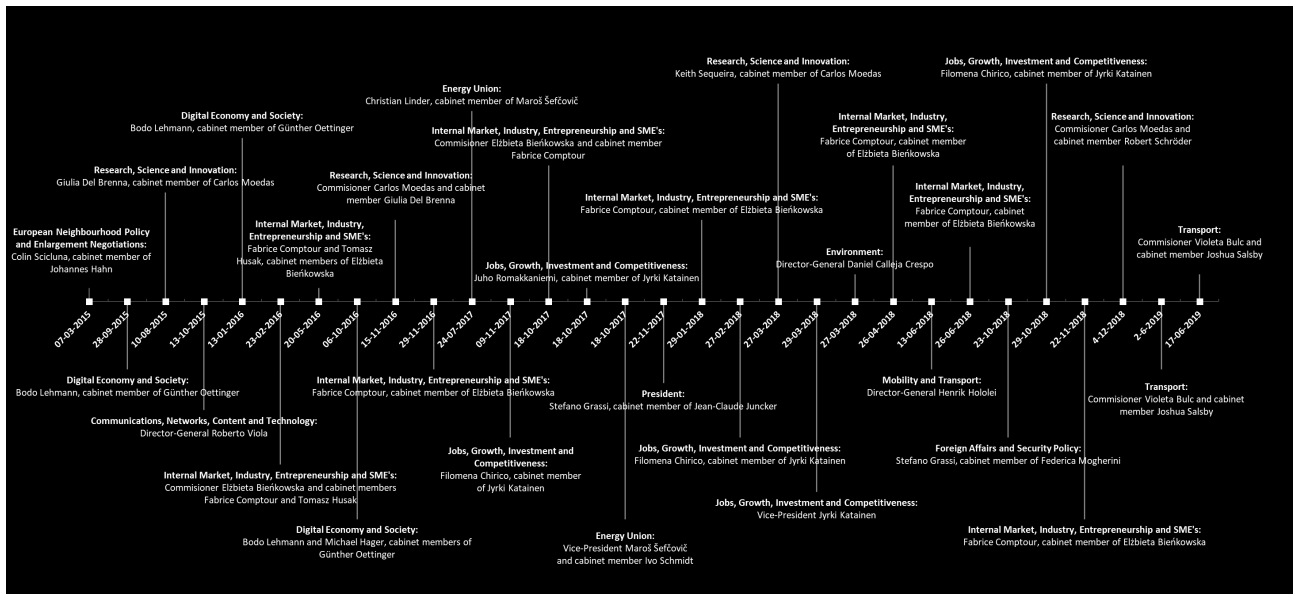 Research, Science and Innovation:
Keith Sequeira, cabinet member of Carlos Moedas
Jobs, Growth, Investment and Competitiveness:
Filomena Chirico, cabinet member of Jyrki Katainen
Energy Union:
Christian Linder, cabinet member of Maroš Šefčovič
Digital Economy and Society:
Bodo Lehmann, cabinet member of Günther Oettinger
Internal Market, Industry, Entrepreneurship and SME's:
Commissioner Elżbieta Bieńkowska and cabinet member
Fabrice Comptour
Internal Market, Industry,
Entrepreneurship and SME's:
Fabrice Comptour, cabinet member
of Elżbieta Bieńkowska
Research, Science and Innovation:
Commisioner Carlos Moedas and
cabinet member Robert Schröder
Research, Science and Innovation:
Giulia Del Brenna, cabinet member of Carlos Moedas
Research, Science and Innovation:
Commisioner Carlos Moedas and cabinet
member Giulia Del Brenna
Internal Market, Industry, Entrepreneurship and SME's:
Fabrice Comptour, cabinet member of Elżbieta Bieńkowska
Internal Market, Industry,
Entrepreneurship and SME's:
Fabrice Comptour, cabinet
member of Elżbieta Bieńkowska
European Neighbourhood Policy
and Enlargement Negotiations:
Colin Scicluna, cabinet member of
Johannes Hahn
Internal Market, Industry,
Entrepreneurship and SME's:
Fabrice Comptour and Tomasz
Husak, cabinet members of Elżbieta
Bieńkowska
Jobs, Growth, Investment and Competitiveness:
Juho Romakkaniemi, cabinet member of Jyrki Katainen
Environment:
Director-General Daniel Calleja Crespo
Transport:
Commisioner Violeta Bulc and
cabinet member Joshua Salsby
07-03-2015
28-09-2015
10-08-2015
13-10-2015
13-01-2016
23-02-2016
20-05-2016
06-10-2016
15-11-2016
29-11-2016
24-07-2017
09-11-2017
18-10-2017
18-10-2017
18-10-2017
22-11-2017
29-01-2018
27-02-2018
27-03-2018
29-03-2018
27-03-2018
26-04-2018
13-06-2018
26-06-2018
23-10-2018
29-10-2018
22-11-2018
4-12-2018
2-6-2019
17-06-2019
Digital Economy and Society:
Bodo Lehmann, cabinet member of Günther Oettinger
Internal Market, Industry, Entrepreneurship and SME's:
Fabrice Comptour, cabinet member of Elżbieta Bieńkowska
President:
Stefano Grassi, cabinet member of Jean-Claude Juncker
Mobility and Transport:
Director-General Henrik Hololei
Transport:
Commisioner Violeta Bulc and cabinet
member Joshua Salsby
Communications, Networks, Content and Technology:
Director-General Roberto Viola
Jobs, Growth, Investment and
Competitiveness:
Filomena Chirico, cabinet member
of Jyrki Katainen
Jobs, Growth, Investment and Competitiveness:
Filomena Chirico, cabinet member of Jyrki Katainen
Foreign Affairs and Security Policy:
Stefano Grassi, cabinet member of Federica Mogherini
Internal Market, Industry, Entrepreneurship and SME's:
Commisioner Elżbieta Bieńkowska and cabinet members
Fabrice Comptour and Tomasz Husak
Jobs, Growth, Investment and Competitiveness:
Vice-President Jyrki Katainen
Digital Economy and Society:
Bodo Lehmann and Michael Hager, cabinet members of
Günther Oettinger
Energy Union:
Vice-President Maroš Šefčovič
and cabinet member Ivo Schmidt
Internal Market, Industry, Entrepreneurship and SME's:
Fabrice Comptour, cabinet member of Elżbieta Bieńkowska